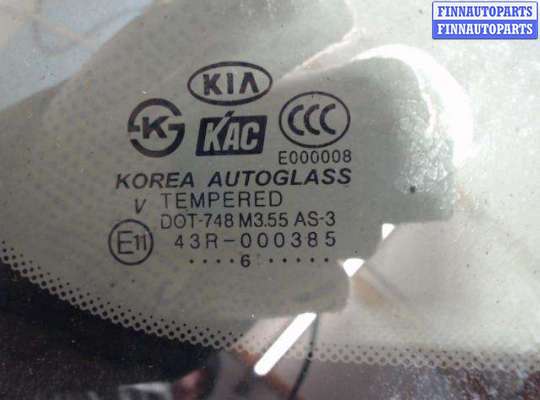 FINNAUTOPARTS
FINNAUTOPARTS
KIA
K S KAC CCC
E000008
KOREA AUTOGLASS
V TEMPERED
DOT-748 M3.55 AS-3
E11 43R-000385
....6.....